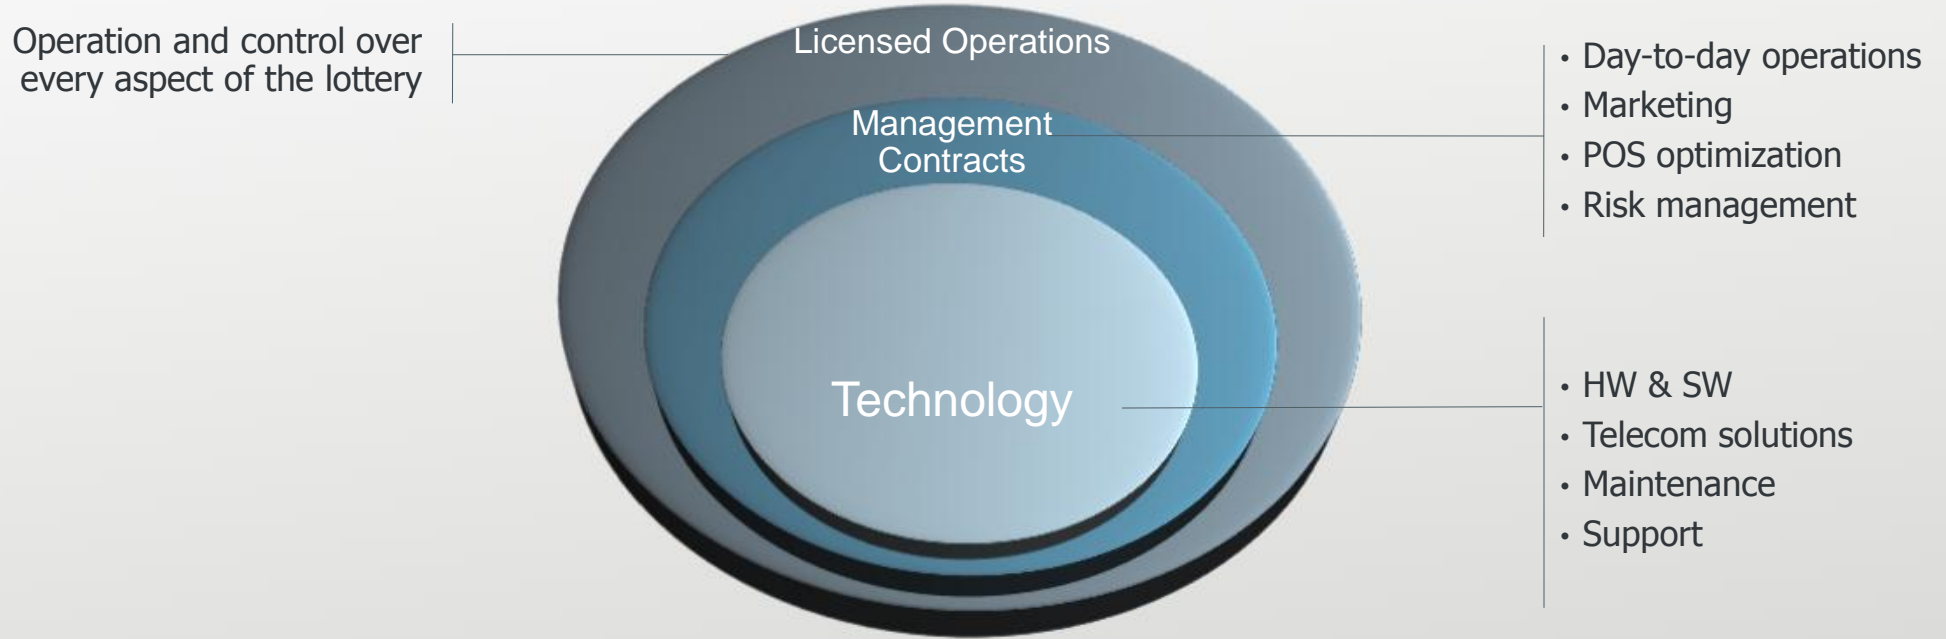 Operation and control over
every aspect of the lottery
Licensed Operations
Management
Contracts
Technology
• Day-to-day operations
• Marketing
• POS optimization
• Risk management
• HW & SW
• Telecom solutions
• Maintenance
• Support